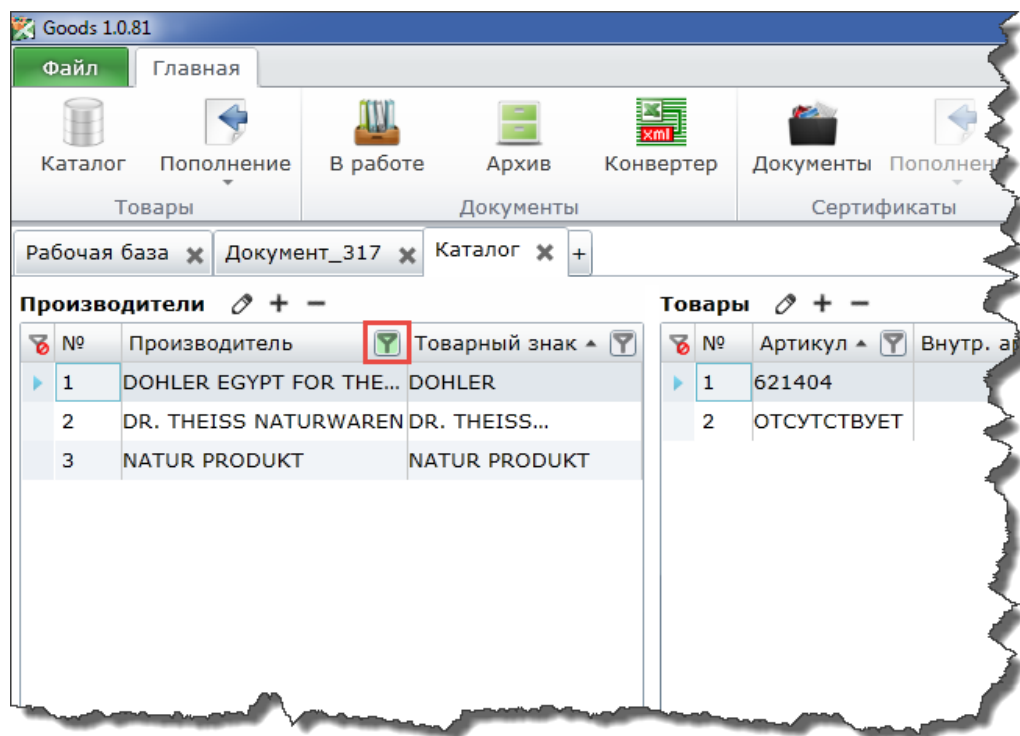 Goods 1.0.81
Файл Главная
Каталог Пополнение В работе Архив xml Конвертер Документы
Товары Документы Сертификаты
Рабочая база Документ_317 Каталог +
Производители Товары
№ Производитель Товарный знак № Артикул Внутр.
1 DOHLER EGYPT FOR THE... DOHLER 1 621404
2 DR. THEISS NATURWAREN DR. THEISS... 2 ОТСУТСТВУЕТ
3 NATUR PRODUKT NATUR PRODUKT